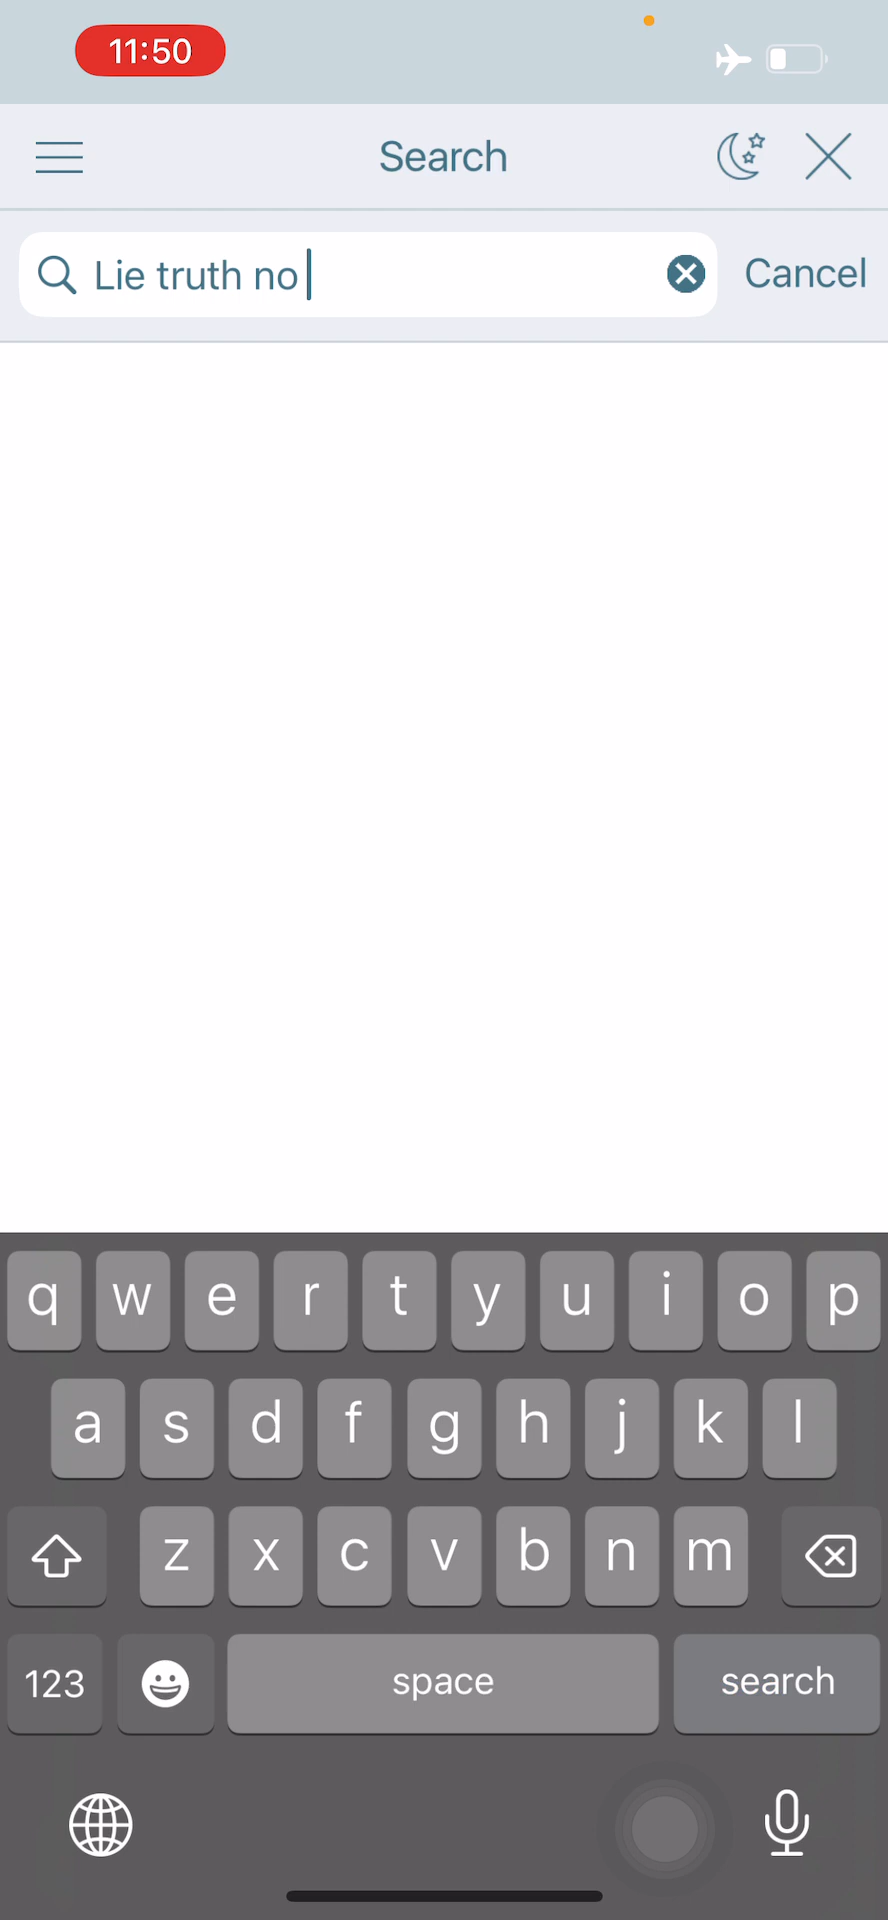 11:50
Search
Lie truth no
Cancel
q w e r t y u i o p
a s d f g h j k l
z x c v b n m
123 space search